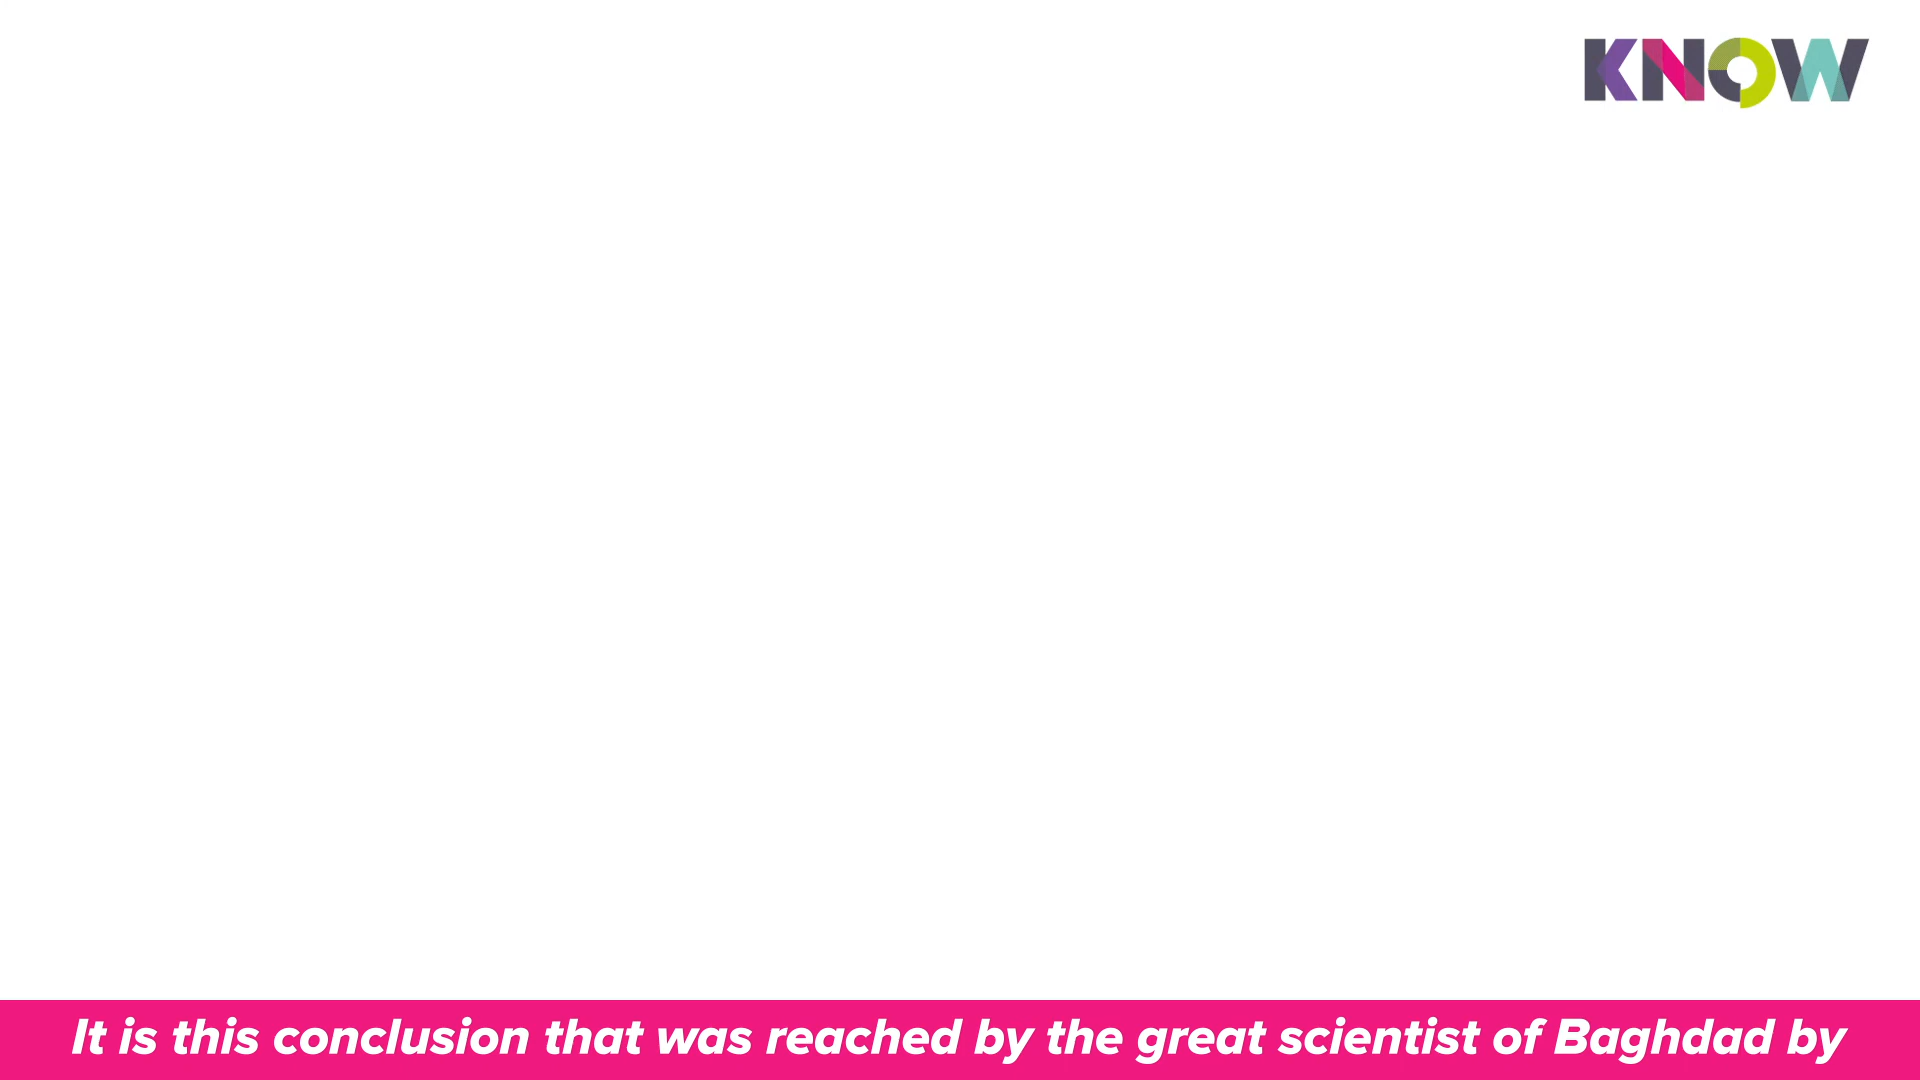 KNOW
It is this conclusion that was reached by the great scientist of Baghdad by